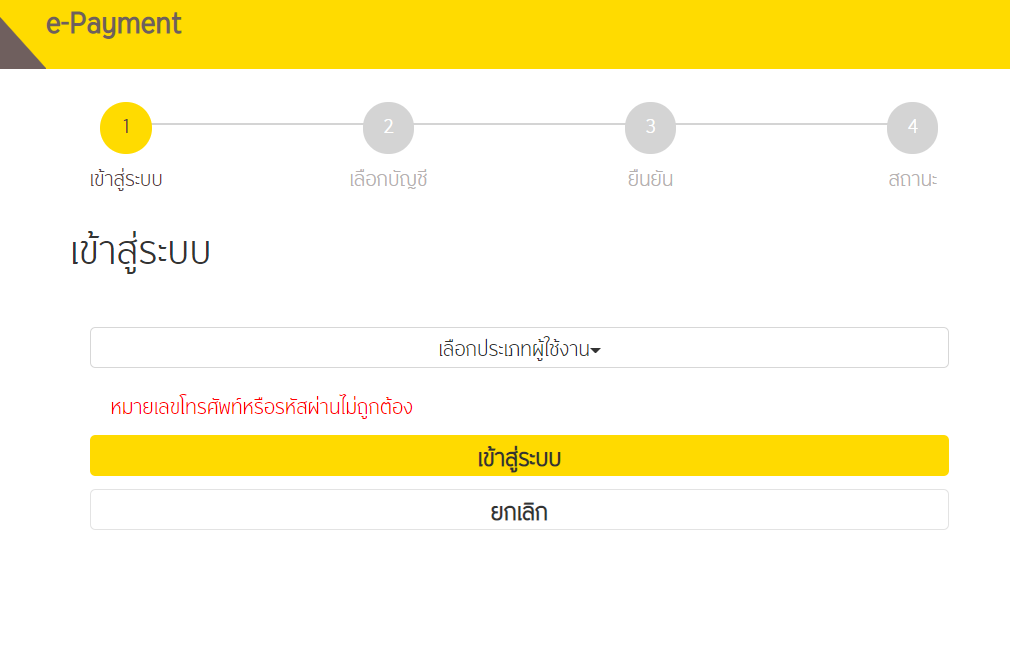 e-Payment
1 2 3 4
เข้าสู่ระบบ เลือกบัญชี ยืนยัน สถานะ
เข้าสู่ระบบ
เลือกประเภทผู้ใช้งาน
หมายเลขโทรศัพท์หรือรหัสผ่านไม่ถูกต้อง
เข้าสู่ระบบ
ยกเลิก